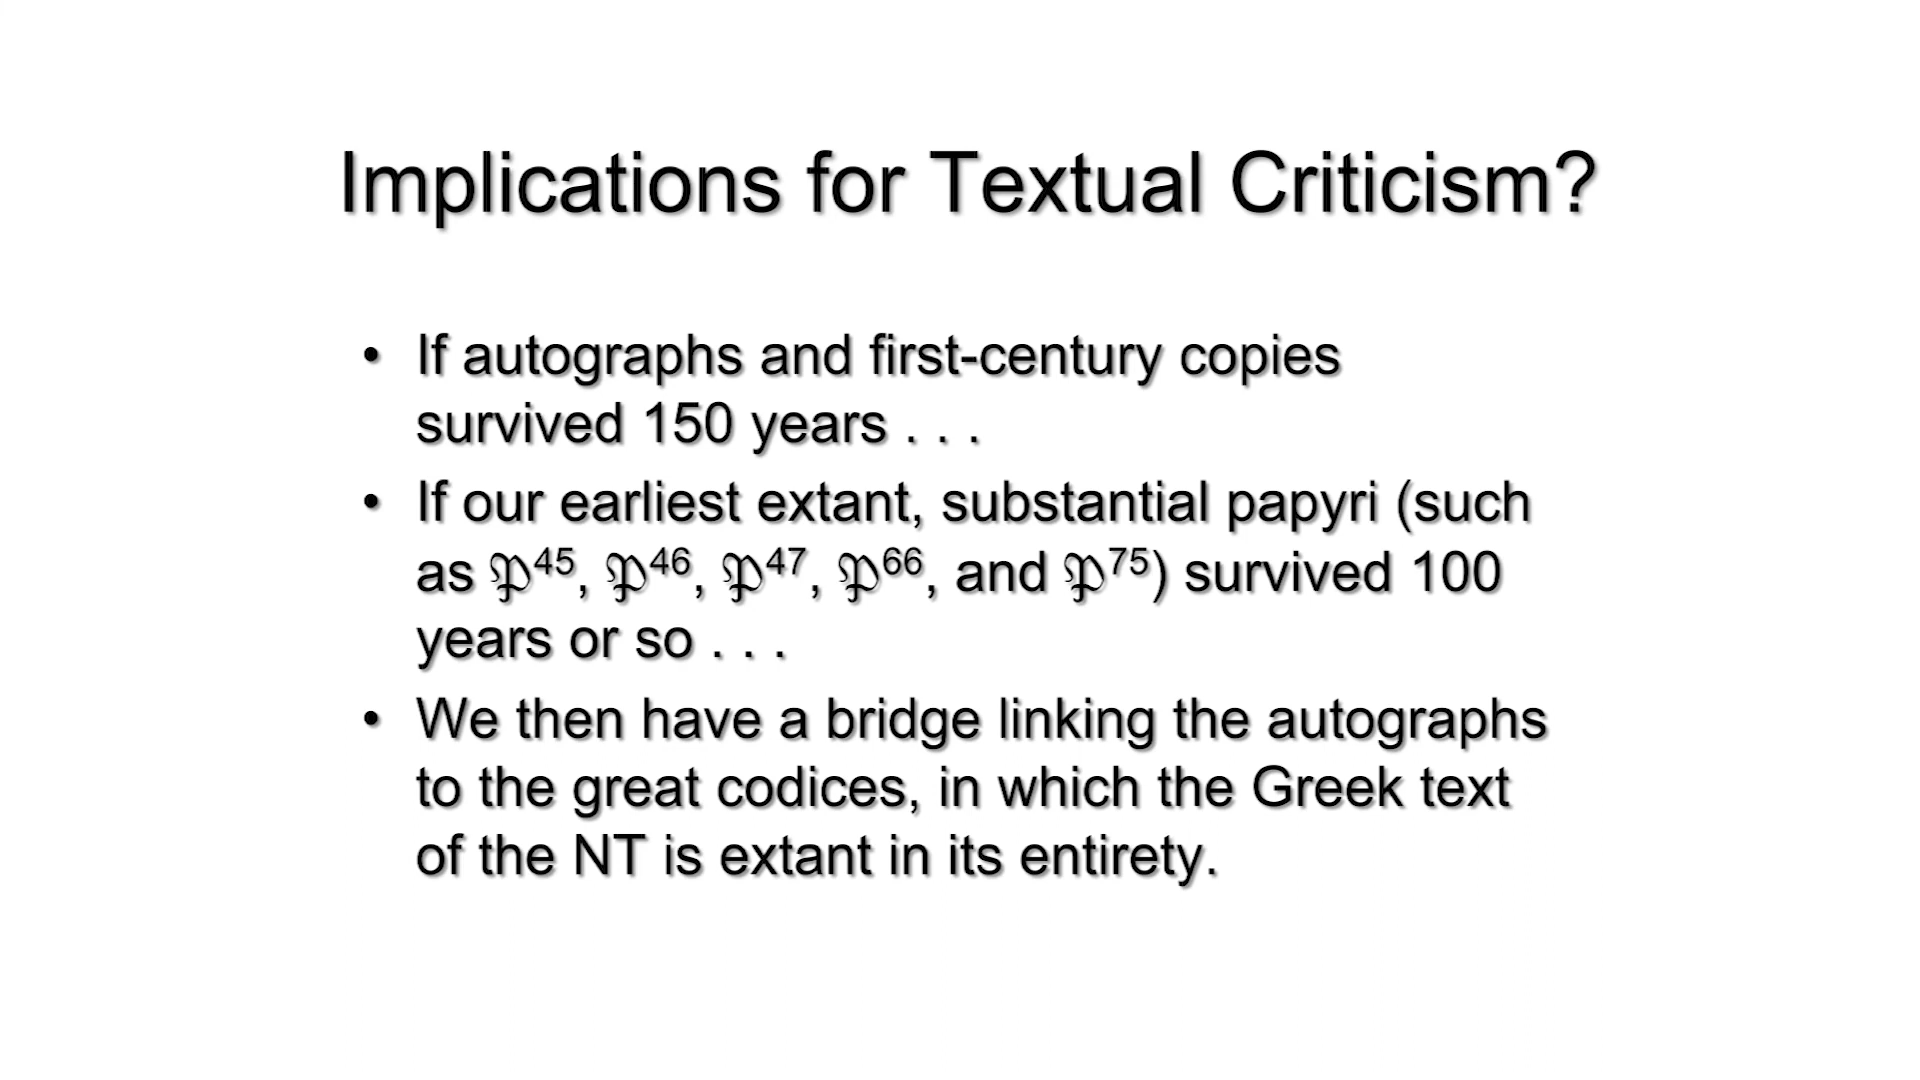 Implications for Textual Criticism?
• If autographs and first-century copies
survived 150 years . . .
• If our earliest extant, substantial papyri (such
as 𝔓⁴⁵, 𝔓⁴⁶, 𝔓⁴⁷, 𝔓⁶⁶, and 𝔓⁷⁵) survived 100
years or so . . .
• We then have a bridge linking the autographs
to the great codices, in which the Greek text
of the NT is extant in its entirety.